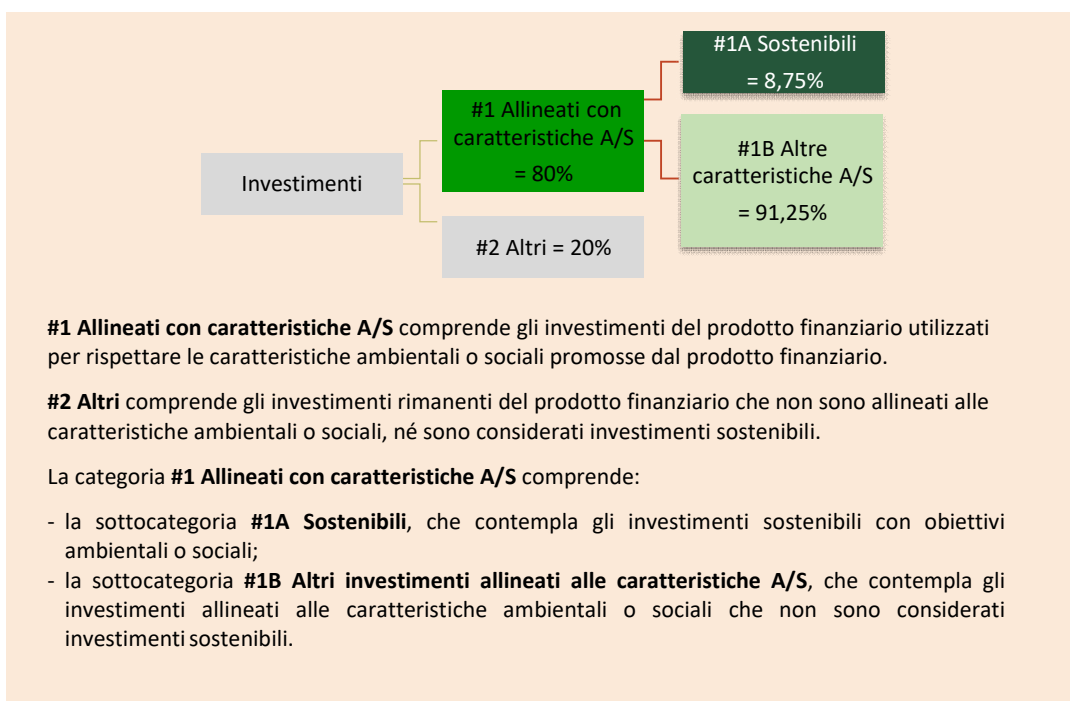 #1A Sostenibili
= 8,75%
#1 Allineati con
caratteristiche A/S
= 80%
#1B Altre
caratteristiche A/S
= 91,25%
Investimenti
#2 Altri = 20%
#1 Allineati con caratteristiche A/S comprende gli investimenti del prodotto finanziario utilizzati
per rispettare le caratteristiche ambientali o sociali promosse dal prodotto finanziario.
#2 Altri comprende gli investimenti rimanenti del prodotto finanziario che non sono allineati alle
caratteristiche ambientali o sociali, né sono considerati investimenti sostenibili.
La categoria #1 Allineati con caratteristiche A/S comprende:
- la sottocategoria #1A Sostenibili, che contempla gli investimenti sostenibili con obiettivi
ambientali o sociali;
- la sottocategoria #1B Altri investimenti allineati alle caratteristiche A/S, che contempla gli
investimenti allineati alle caratteristiche ambientali o sociali che non sono considerati
investimenti sostenibili.